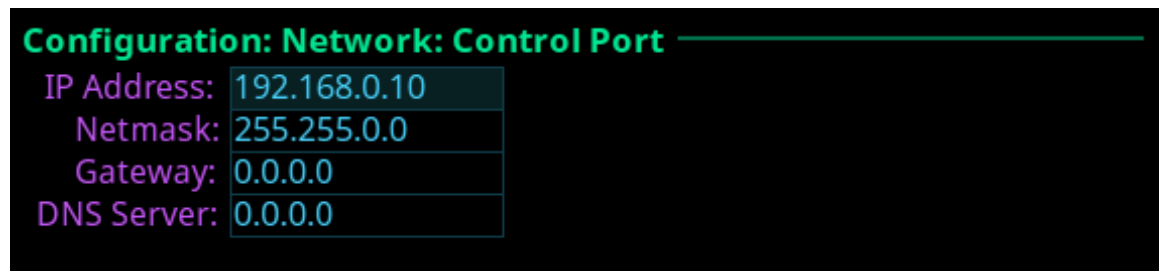 Configuration: Network: Control Port
IP Address: 192.168.0.10
Netmask: 255.255.0.0
Gateway: 0.0.0.0
DNS Server: 0.0.0.0